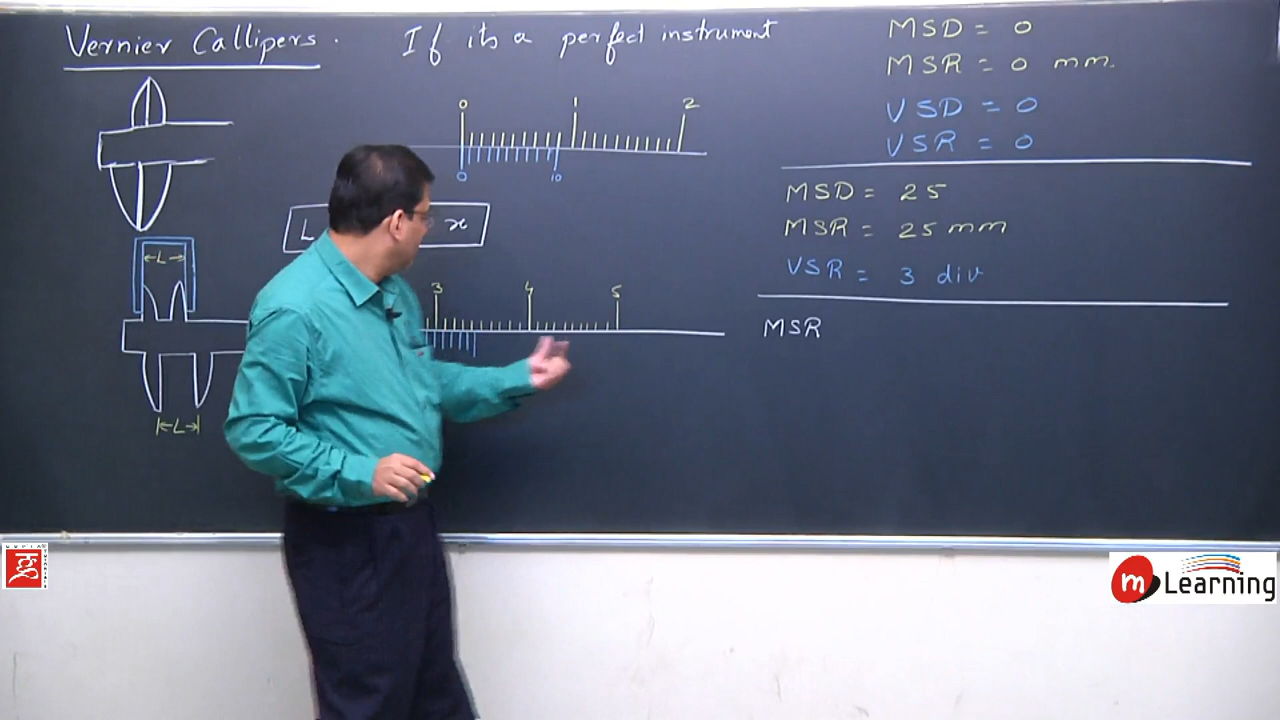 Vernier Callipers. If its a perfect instrument
MSD = 0
MSR = 0 mm.
VSD = 0
VSR = 0
0 1 2
0 10
MSD = 25
MSR = 25 mm
VSR = 3 div
L x
L
3 4 5
MSR
L
m Learning